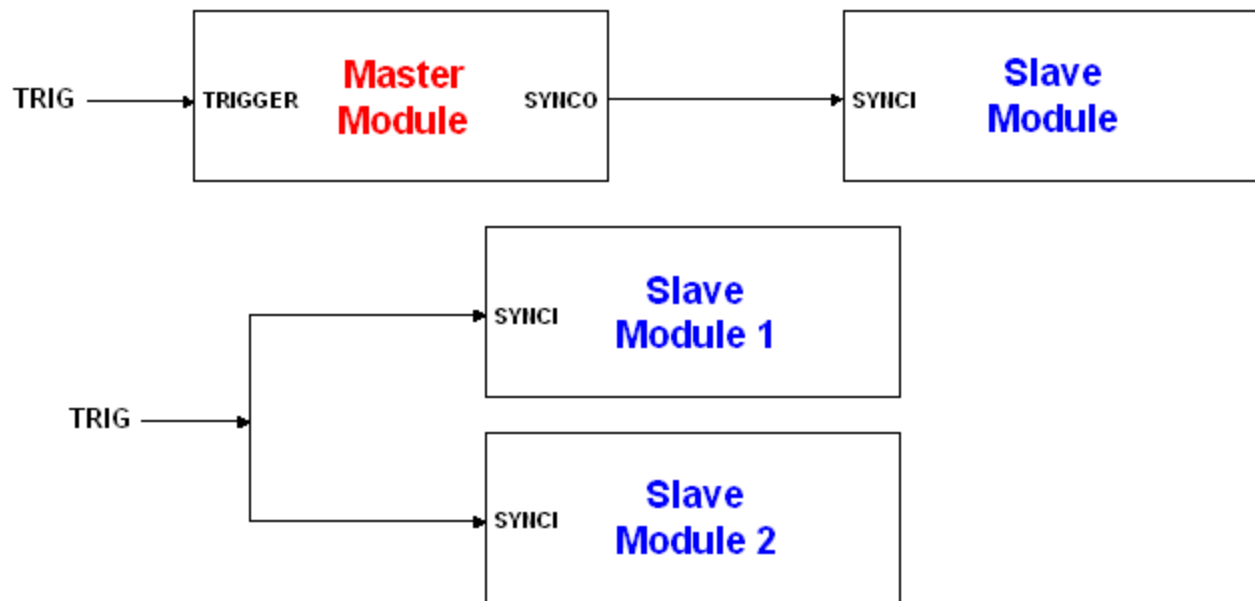 TRIG
TRIGGER
Master
Module
SYNCO
SYNCI
Slave
Module
TRIG
SYNCI
Slave
Module 1
SYNCI
Slave
Module 2